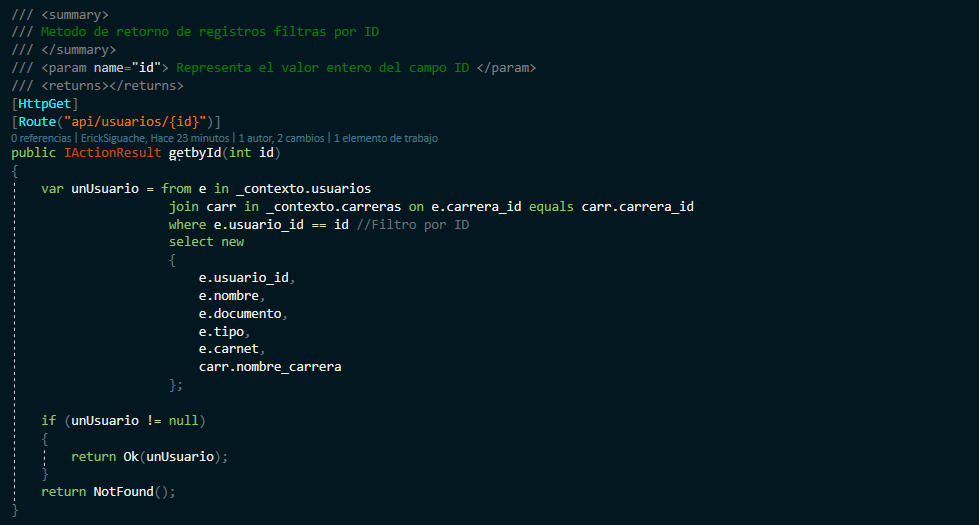 /// <summary>
/// Metodo de retorno de registros filtras por ID
/// </summary>
/// <param name="id"> Representa el valor entero del campo ID </param>
/// <returns></returns>
[HttpGet]
[Route("api/usuarios/{id}")]
0 referencias | ErickSiguache, Hace 23 minutos | 1 autor, 2 cambios | 1 elemento de trabajo
public IActionResult getbyId(int id)
{
    var unUsuario = from e in _contexto.usuarios
                     join carr in _contexto.carreras on e.carrera_id equals carr.carrera_id
                     where e.usuario_id == id //Filtro por ID
                     select new
                     {
                         e.usuario_id,
                         e.nombre,
                         e.documento,
                         e.tipo,
                         e.carnet,
                         carr.nombre_carrera
                     };
    if (unUsuario != null)
    {
        return Ok(unUsuario);
    }
    return NotFound();
}